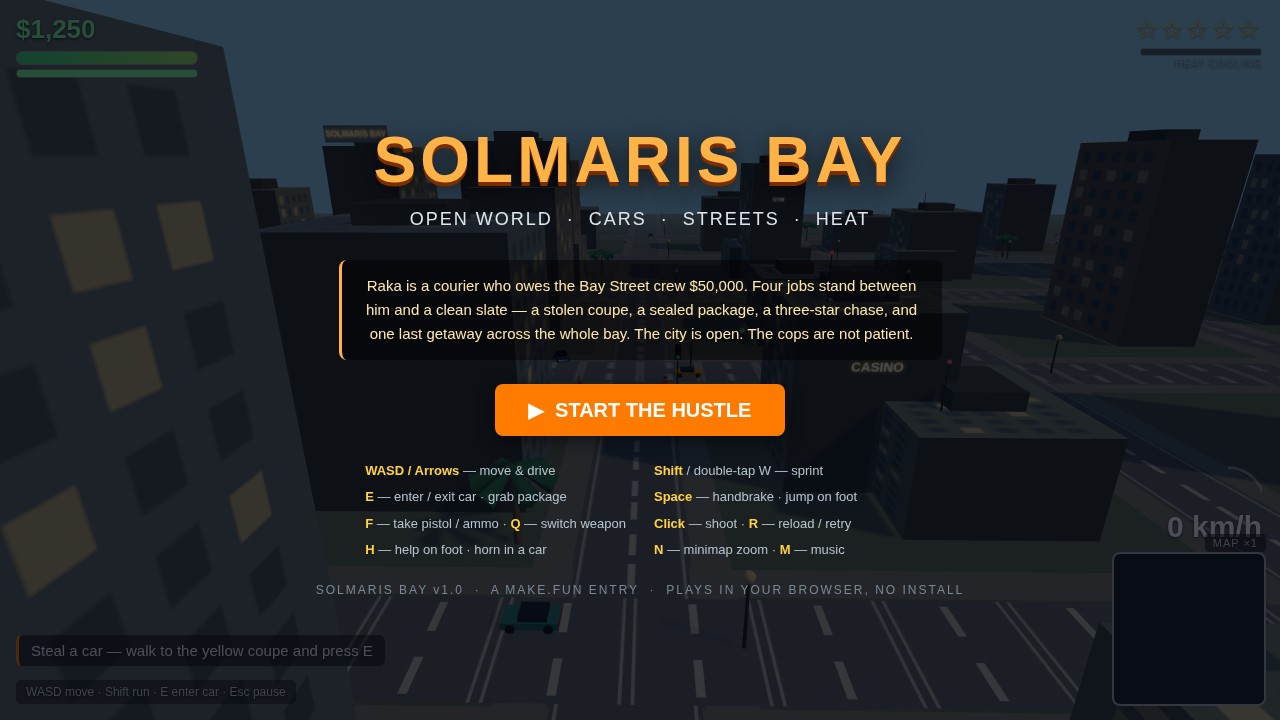 $1,250
☆☆☆☆☆
HEAT COOLING
SOLMARIS BAY
SOLMARIS BAY
OPEN WORLD · CARS · STREETS · HEAT
Raka is a courier who owes the Bay Street crew $50,000. Four jobs stand between
him and a clean slate — a stolen coupe, a sealed package, a three-star chase, and
one last getaway across the whole bay. The city is open. The cops are not patient.
CASINO
▶ START THE HUSTLE
WASD / Arrows — move & drive
Shift / double-tap W — sprint
E — enter / exit car · grab package
Space — handbrake · jump on foot
F — take pistol / ammo · Q — switch weapon
Click — shoot · R — reload / retry
H — help on foot · horn in a car
N — minimap zoom · M — music
0 km/h
MAP ×1
SOLMARIS BAY v1.0 · A MAKE.FUN ENTRY · PLAYS IN YOUR BROWSER, NO INSTALL
Steal a car — walk to the yellow coupe and press E
WASD move · Shift run · E enter car · Esc pause